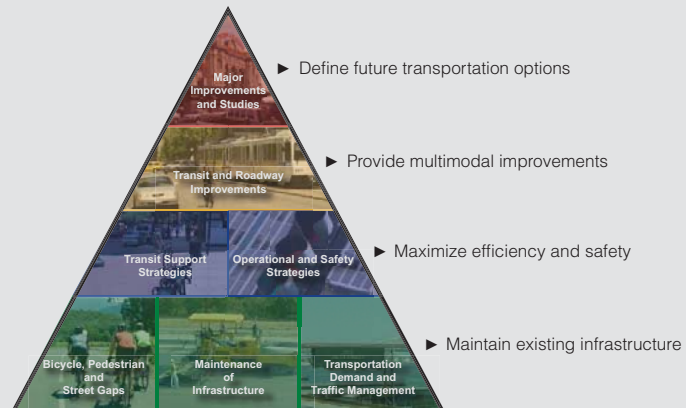 Major
Improvements
and Studies
► Define future transportation options
Transit and Roadway
Improvements
► Provide multimodal improvements
Transit Support
Strategies
Operational and Safety
Strategies
► Maximize efficiency and safety
Bicycle, Pedestrian
and
Street Gaps
Maintenance
of
Infrastructure
Transportation
Demand and
Traffic Management
► Maintain existing infrastructure